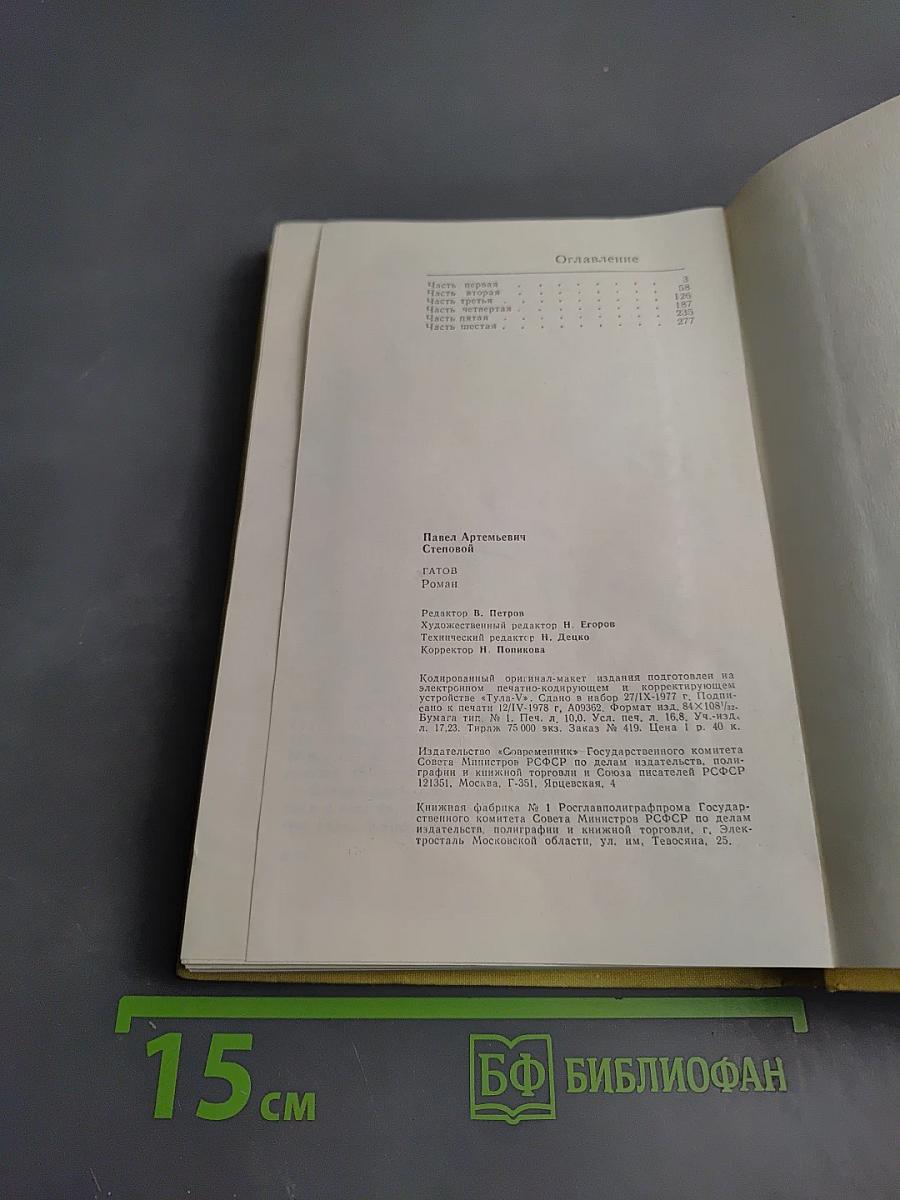 Оглавление
Часть первая . . . . . . . . 3
Часть вторая . . . . . . . . 58
Часть третья . . . . . . . . 126
Часть четвертая . . . . . . . . 187
Часть пятая . . . . . . . . 235
Часть шестая . . . . . . . . 277
Павел Артемьевич
Степовой
ГАТОВ
Роман
Редактор В. Петров
Художественный редактор Н. Егоров
Технический редактор Н. Децко
Корректор Н. Попикова
Кодированный оригинал-макет издания подготовлен на
электронном печатно-кодирующем и корректирующем
устройстве «Тула-V». Сдано в набор 27/IX-1977 г. Подпи-
сано к печати 12/IV-1978 г. А09362. Формат изд. 84×108¹/₃₂.
Бумага тип. № 1. Печ. л. 10,0. Усл. печ. л. 16,8. Уч.-изд.
л. 17,23. Тираж 75 000 экз. Заказ № 419. Цена 1 р. 40 к.
Издательство «Современник» Государственного комитета
Совета Министров РСФСР по делам издательств, поли-
графии и книжной торговли и Союза писателей РСФСР
121351, Москва, Г-351, Ярцевская, 4
Книжная фабрика № 1 Росглавполиграфпрома Государ-
ственного комитета Совета Министров РСФСР по делам
издательств, полиграфии и книжной торговли, г. Элек-
тросталь Московской области, ул. им. Тевосяна, 25.
15 см
БФ БИБЛИОФАН